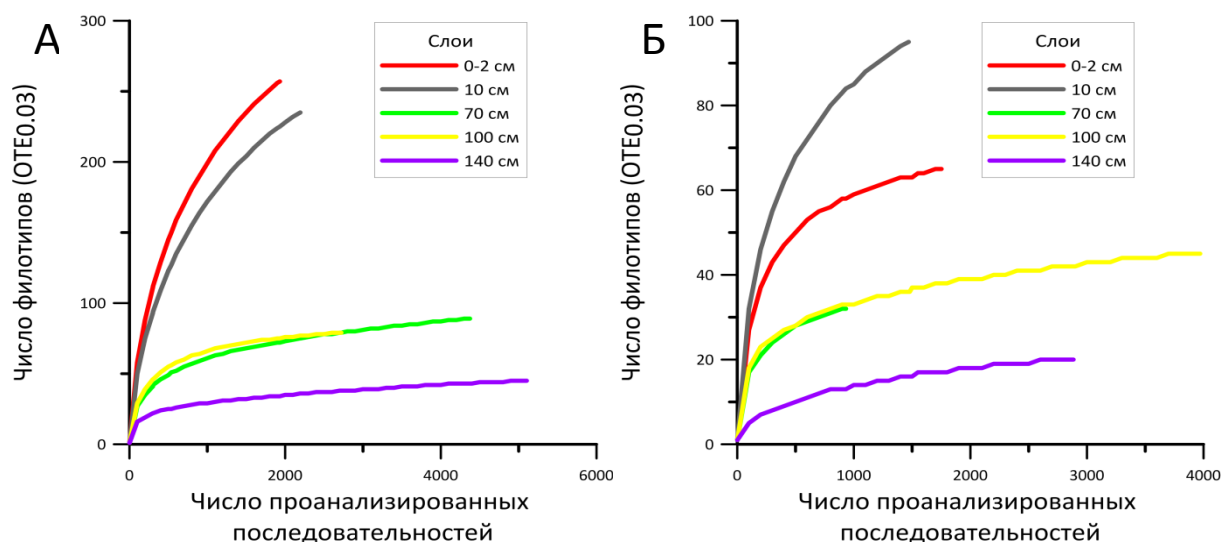 А
Число филотипов (ОТЕ0.03)
300
200
100
0
Слои
0-2 см
10 см
70 см
100 см
140 см
0
2000
4000
6000
Число проанализированных
последовательностей
Б
Число филотипов (ОТЕ0.03)
100
80
60
40
20
0
Слои
0-2 см
10 см
70 см
100 см
140 см
0
1000
2000
3000
4000
Число проанализированных
последовательностей